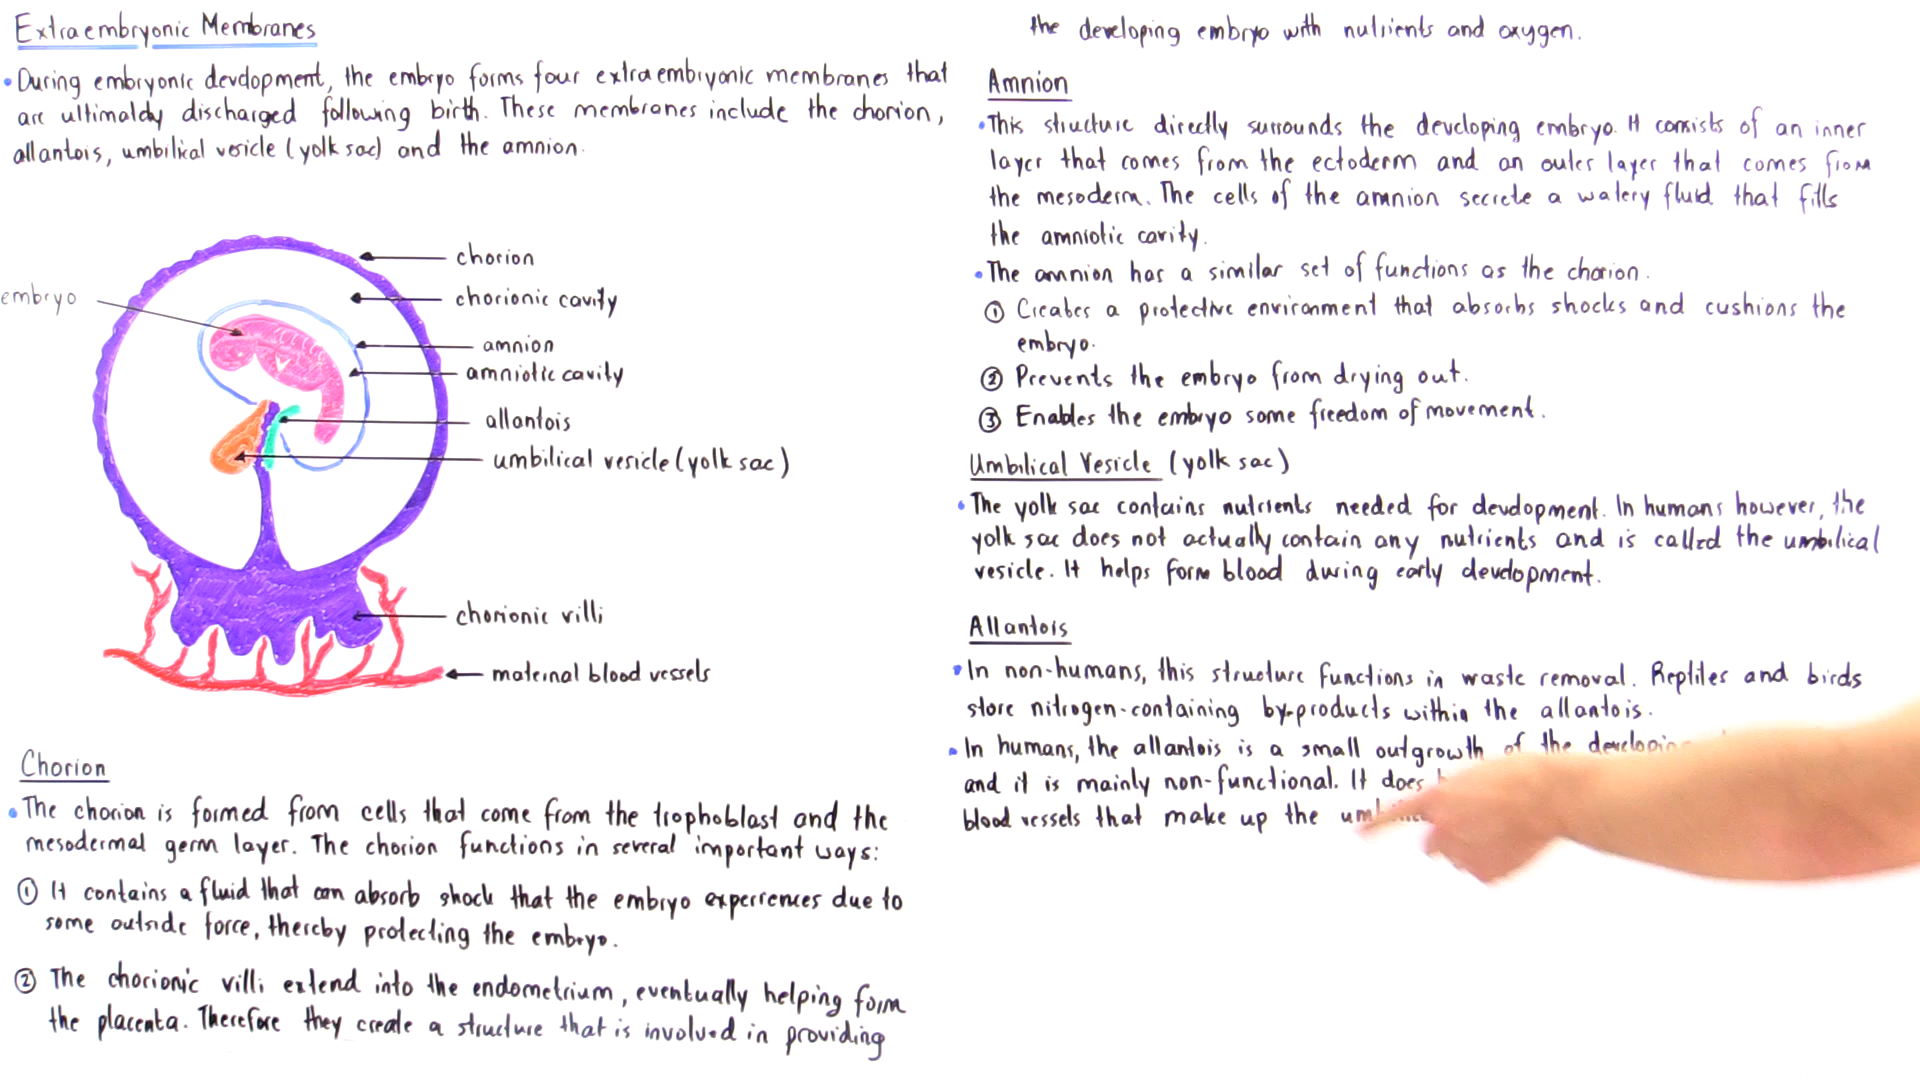 Extraembryonic Membranes
• During embryonic development, the embryo forms four extraembryonic membranes that
are ultimately discharged following birth. These membranes include the chorion,
allantois, umbilical vesicle (yolk sac) and the amnion.
embryo
chorion
chorionic cavity
amnion
amniotic cavity
allantois
umbilical vesicle (yolk sac)
chorionic villi
maternal blood vessels
Chorion
• The chorion is formed from cells that come from the trophoblast and the
mesodermal germ layer. The chorion functions in several important ways:
① It contains a fluid that can absorb shock that the embryo experiences due to
some outside force, thereby protecting the embryo.
② The chorionic villi extend into the endometrium, eventually helping form
the placenta. Therefore they create a structure that is involved in providing
the developing embryo with nutrients and oxygen.
Amnion
• This structure directly surrounds the developing embryo. It consists of an inner
layer that comes from the ectoderm and an outer layer that comes from
the mesoderm. The cells of the amnion secrete a watery fluid that fills
the amniotic cavity.
• The amnion has a similar set of functions as the chorion.
① Creates a protective environment that absorbs shocks and cushions the
embryo.
② Prevents the embryo from drying out.
③ Enables the embryo some freedom of movement.
Umbilical Vesicle (yolk sac)
• The yolk sac contains nutrients needed for development. In humans however, the
yolk sac does not actually contain any nutrients and is called the umbilical
vesicle. It helps form blood during early development.
Allantois
• In non-humans, this structure functions in waste removal. Reptiles and birds
store nitrogen-containing by-products within the allantois.
• In humans, the allantois is a small outgrowth of the developing
and it is mainly non-functional. It does
blood vessels that make up the